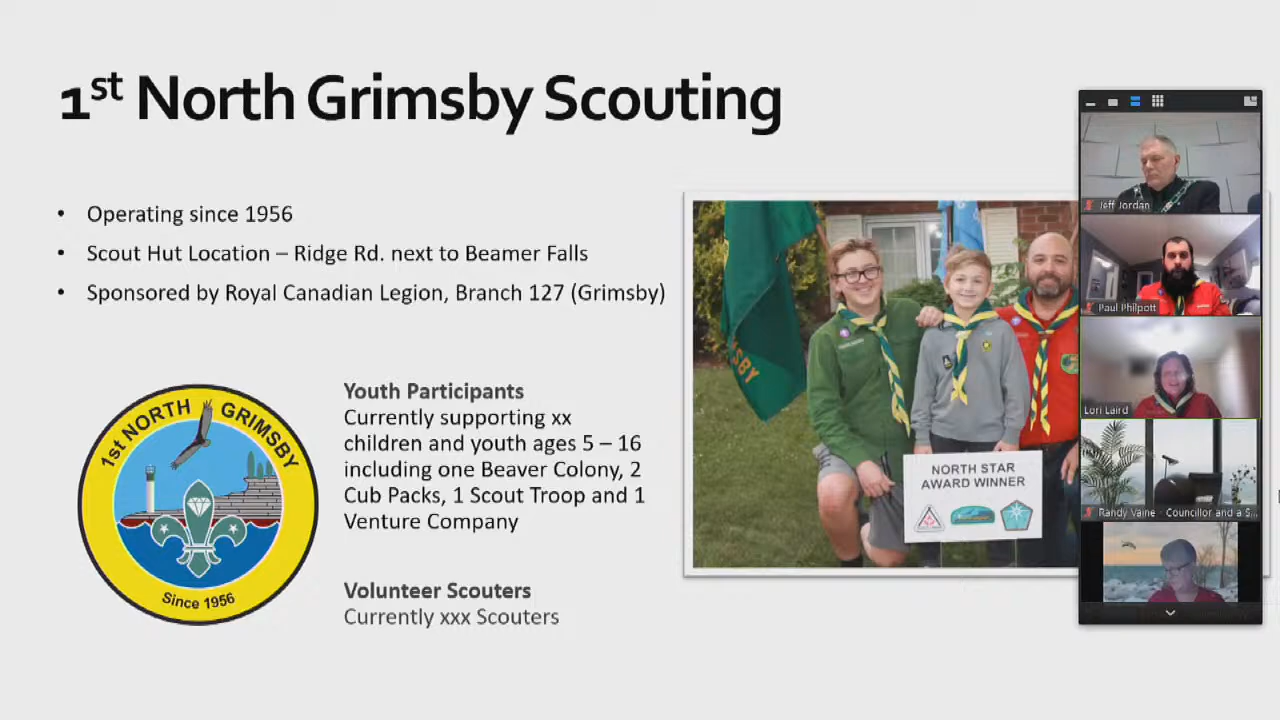 1st North Grimsby Scouting
• Operating since 1956
• Scout Hut Location – Ridge Rd. next to Beamer Falls
• Sponsored by Royal Canadian Legion, Branch 127 (Grimsby)
Youth Participants
Currently supporting xx
children and youth ages 5 – 16
including one Beaver Colony, 2
Cub Packs, 1 Scout Troop and 1
Venture Company
Volunteer Scouters
Currently xxx Scouters
1st NORTH GRIMSBY
Since 1956
NORTH STAR
AWARD WINNER
Jeff Jordan
Paul Philpott
Lori Laird
Randy Vaine - Councillor and a S...